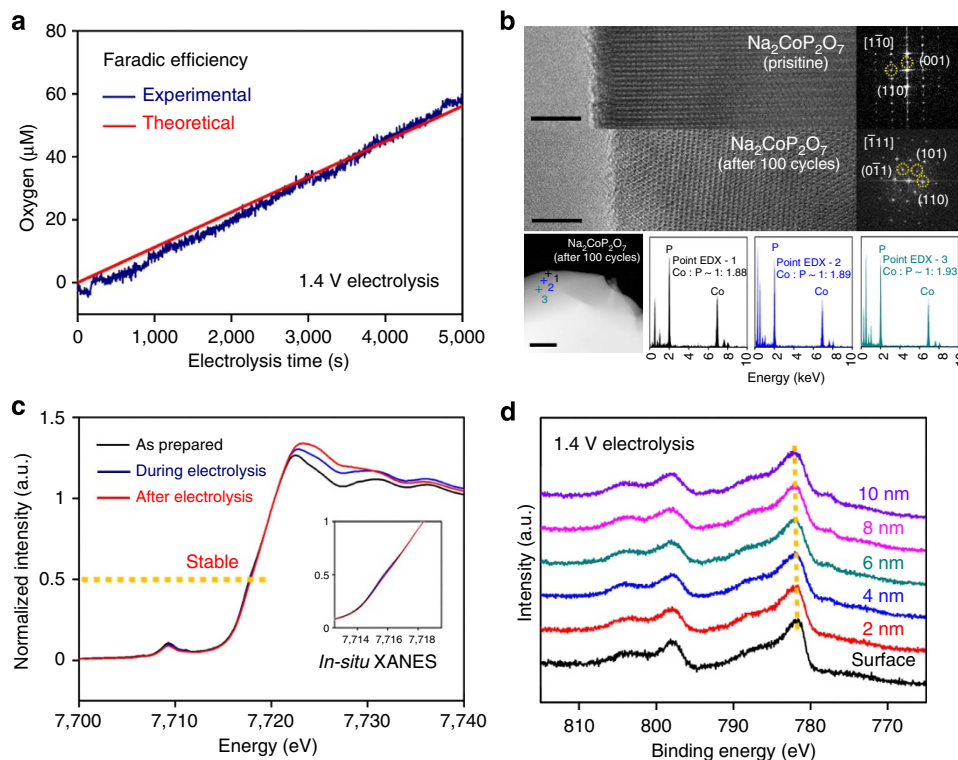 a
Faradic efficiency
Experimental
Theoretical
1.4 V electrolysis
Oxygen (µM)
60
40
20
0
0
1,000
2,000
3,000
4,000
5,000
Electrolysis time (s)
b
Na2CoP2O7
(prisitine)
[11̄0]
(001)
(110)
Na2CoP2O7
(after 100 cycles)
[1̄11]
(101)
(01̄1)
(110)
Na2CoP2O7
(after 100 cycles)
1
2
3
P
Point EDX - 1
Co : P ~ 1: 1.88
Co
0 2 4 6 8 10
P
Point EDX - 2
Co : P ~ 1: 1.89
Co
0 2 4 6 8 10
P
Point EDX - 3
Co : P ~ 1: 1.93
Co
0 2 4 6 8 10
Energy (keV)
c
Normalized intensity (a.u.)
1.5
1
0.5
0
As prepared
During electrolysis
After electrolysis
Stable
1
0.5
0
7,714 7,716 7,718
In-situ XANES
7,700 7,710 7,720 7,730 7,740
Energy (eV)
d
1.4 V electrolysis
Intensity (a.u.)
10 nm
8 nm
6 nm
4 nm
2 nm
Surface
810 800 790 780 770
Binding energy (eV)